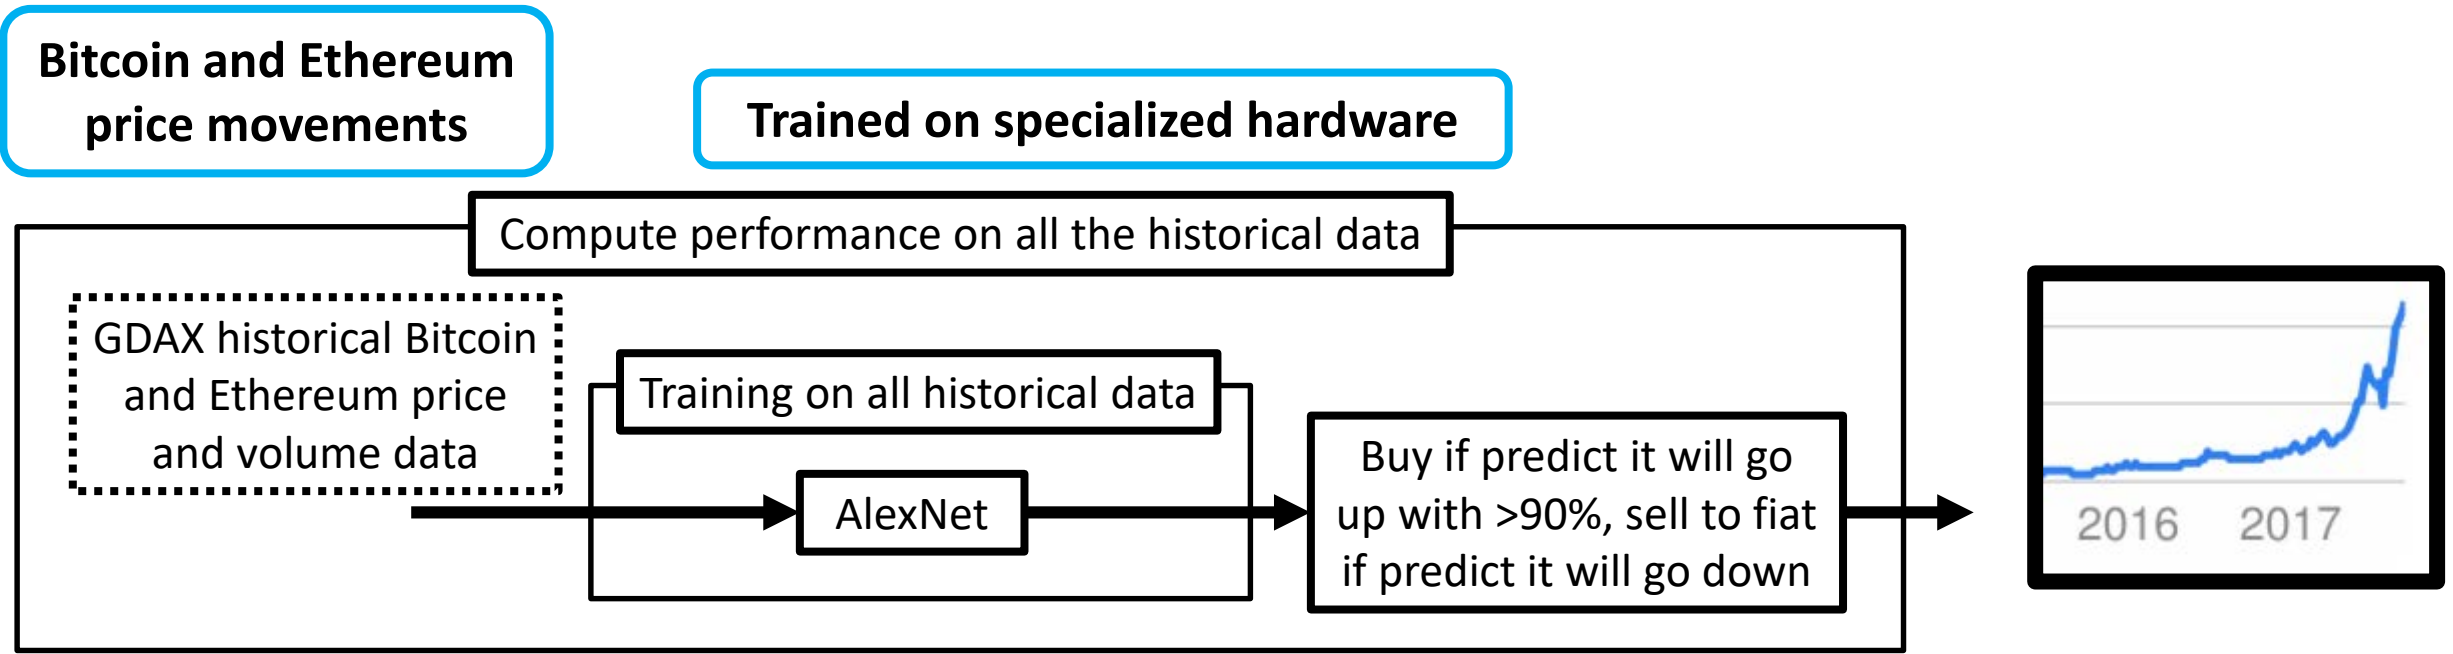 Bitcoin and Ethereum
price movements
Trained on specialized hardware
Compute performance on all the historical data
GDAX historical Bitcoin
and Ethereum price
and volume data
Training on all historical data
AlexNet
Buy if predict it will go
up with >90%, sell to fiat
if predict it will go down
2016 2017